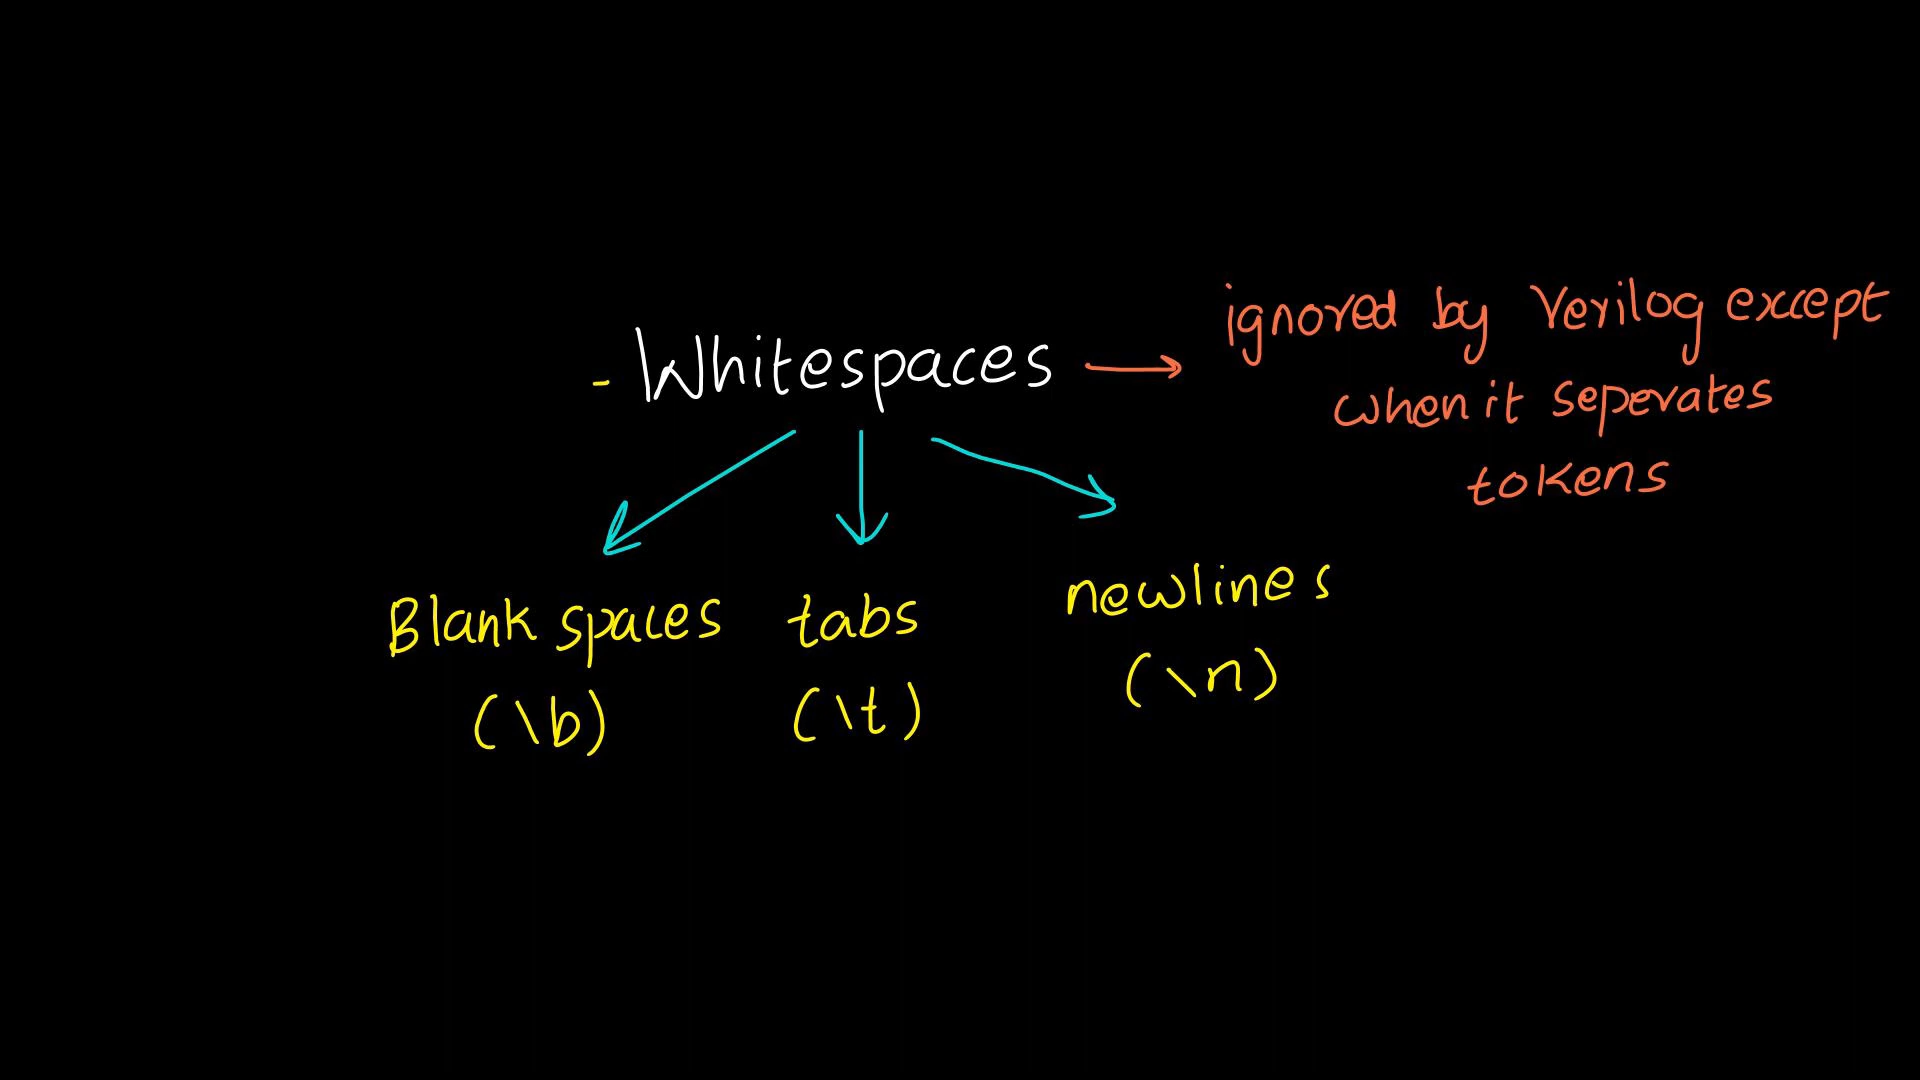 - Whitespaces → ignored by Verilog except
when it seperates
tokens
Blank spaces tabs newlines
(\b) (\t) (\n)